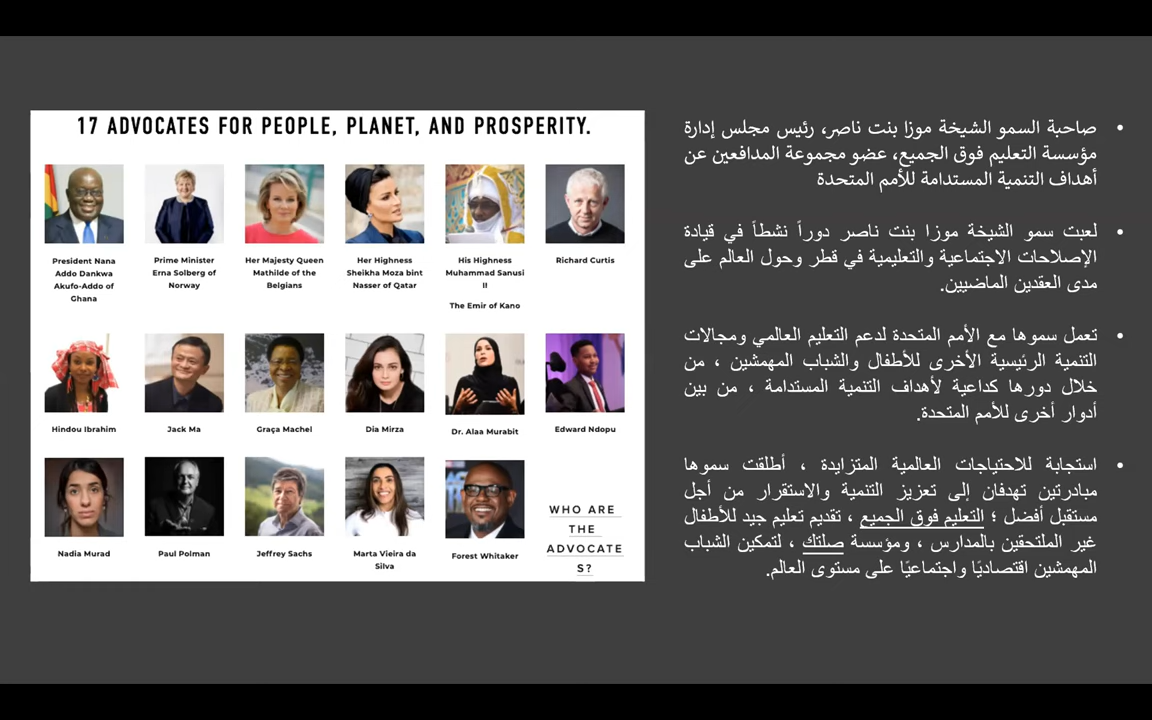 17 ADVOCATES FOR PEOPLE, PLANET, AND PROSPERITY.
President Nana
Addo Dankwa
Akufo-Addo of
Ghana
Prime Minister
Erna Solberg of
Norway
Her Majesty Queen
Mathilde of the
Belgians
Her Highness
Sheikha Moza bint
Nasser of Qatar
His Highness
Muhammad Sanusi
II
The Emir of Kano
Richard Curtis
Hindou Ibrahim
Jack Ma
Graça Machel
Dia Mirza
Dr. Alaa Murabit
Edward Ndopu
Nadia Murad
Paul Polman
Jeffrey Sachs
Marta Vieira da
Silva
Forest Whitaker
WHO ARE
THE
ADVOCATE
S?
• صاحبة السمو الشيخة موزا بنت ناصر، رئيس مجلس إدارة
مؤسسة التعليم فوق الجميع، عضو مجموعة المدافعين عن
أهداف التنمية المستدامة للأمم المتحدة
• لعبت سمو الشيخة موزا بنت ناصر دوراً نشطاً في قيادة
الإصلاحات الاجتماعية والتعليمية في قطر وحول العالم على
مدى العقدين الماضيين.
• تعمل سموها مع الأمم المتحدة لدعم التعليم العالمي ومجالات
التنمية الرئيسية الأخرى للأطفال والشباب المهمشين ، من
خلال دورها كداعية لأهداف التنمية المستدامة ، من بين
أدوار أخرى للأمم المتحدة.
• استجابة للاحتياجات العالمية المتزايدة ، أطلقت سموها
مبادرتين تهدفان إلى تعزيز التنمية والاستقرار من أجل
مستقبل أفضل ؛ التعليم فوق الجميع ، تقديم تعليم جيد للأطفال
غير الملتحقين بالمدارس ، ومؤسسة صلتك ، لتمكين الشباب
المهمشين اقتصاديًا واجتماعيًا على مستوى العالم.